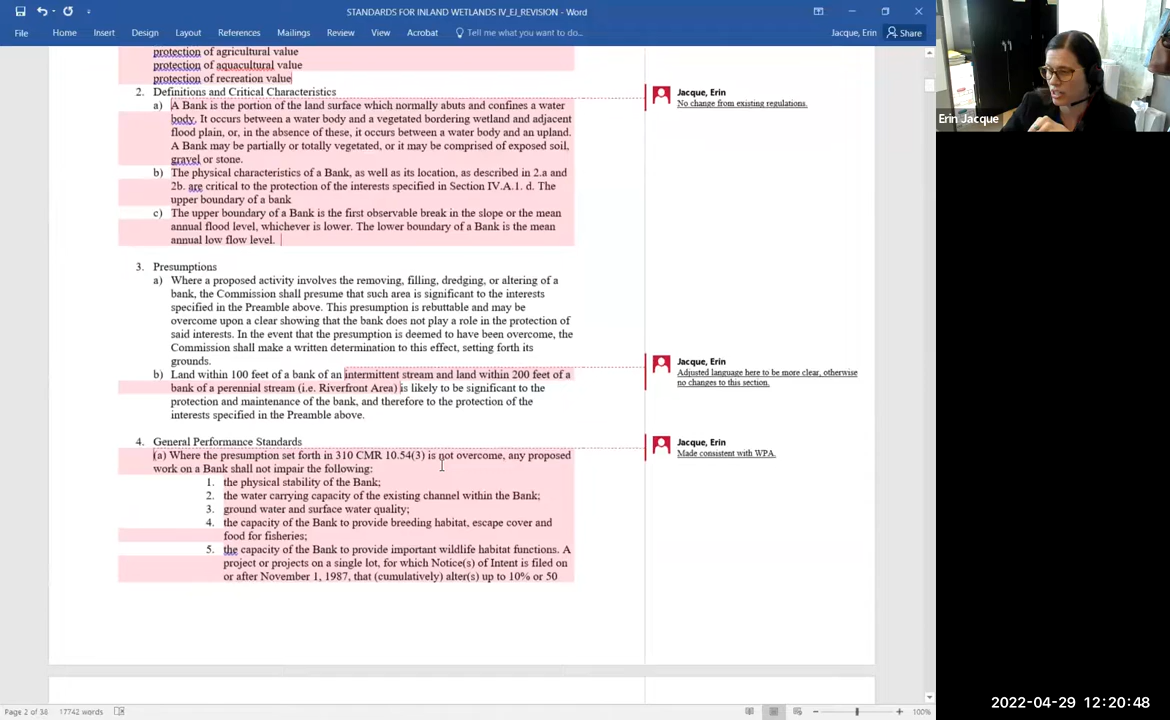 STANDARDS FOR INLAND WETLANDS IV_EJ_REVISION - Word
File Home Insert Design Layout References Mailings Review View Acrobat Tell me what you want to do... Jacque, Erin Share
protection of agricultural value
protection of aquacultural value
protection of recreation value
2. Definitions and Critical Characteristics
a) A Bank is the portion of the land surface which normally abuts and confines a water
body. It occurs between a water body and a vegetated bordering wetland and adjacent
flood plain, or, in the absence of these, it occurs between a water body and an upland.
A Bank may be partially or totally vegetated, or it may be comprised of exposed soil,
gravel or stone.
b) The physical characteristics of a Bank, as well as its location, as described in 2.a and
2b. are critical to the protection of the interests specified in Section IV.A.1. d. The
upper boundary of a bank
c) The upper boundary of a Bank is the first observable break in the slope or the mean
annual flood level, whichever is lower. The lower boundary of a Bank is the mean
annual low flow level.
3. Presumptions
a) Where a proposed activity involves the removing, filling, dredging, or altering of a
bank, the Commission shall presume that such area is significant to the interests
specified in the Preamble above. This presumption is rebuttable and may be
overcome upon a clear showing that the bank does not play a role in the protection of
said interests. In the event that the presumption is deemed to have been overcome, the
Commission shall make a written determination to this effect, setting forth its
grounds.
b) Land within 100 feet of a bank of an intermittent stream and land within 200 feet of a
bank of a perennial stream (i.e. Riverfront Area) is likely to be significant to the
protection and maintenance of the bank, and therefore to the protection of the
interests specified in the Preamble above.
4. General Performance Standards
(a) Where the presumption set forth in 310 CMR 10.54(3) is not overcome, any proposed
work on a Bank shall not impair the following:
1. the physical stability of the Bank;
2. the water carrying capacity of the existing channel within the Bank;
3. ground water and surface water quality;
4. the capacity of the Bank to provide breeding habitat, escape cover and
food for fisheries;
5. the capacity of the Bank to provide important wildlife habitat functions. A
project or projects on a single lot, for which Notice(s) of Intent is filed on
or after November 1, 1987, that (cumulatively) alter(s) up to 10% or 50
Jacque, Erin
No change from existing regulations.
Jacque, Erin
Adjusted language here to be more clear, otherwise
no changes to this section.
Jacque, Erin
Made consistent with WPA.
Page 2 of 38 17742 words
100%
Erin Jacque
2022-04-29 12:20:48